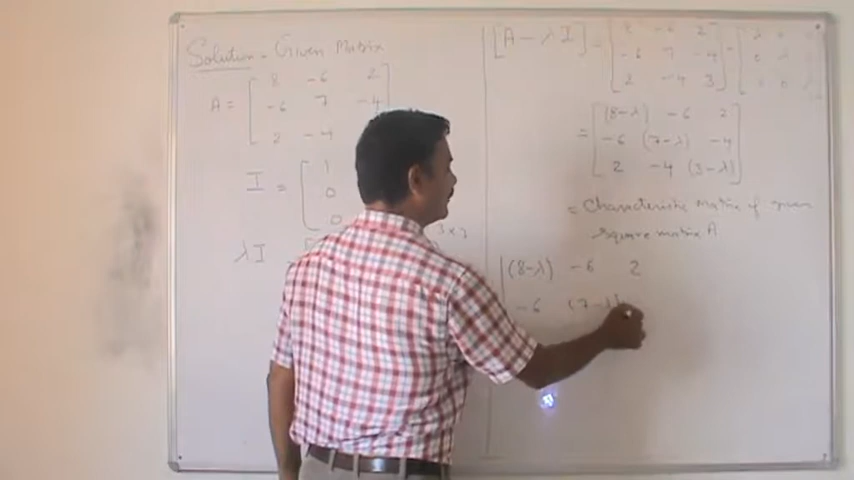 Solution - Given Matrix
8 -6 2
A = -6 7 -4
2 -4
I = 1
0
0
3x3
λI
[A - λI] = 8 -6 2 - λ 0 0
-6 7 -4 0 λ
2 -4 3 0 λ
= (8-λ) -6 2
-6 (7-λ) -4
2 -4 (3-λ)
= Characteristic matrix of given
square matrix A
(8-λ) -6 2
-6 (7-λ)